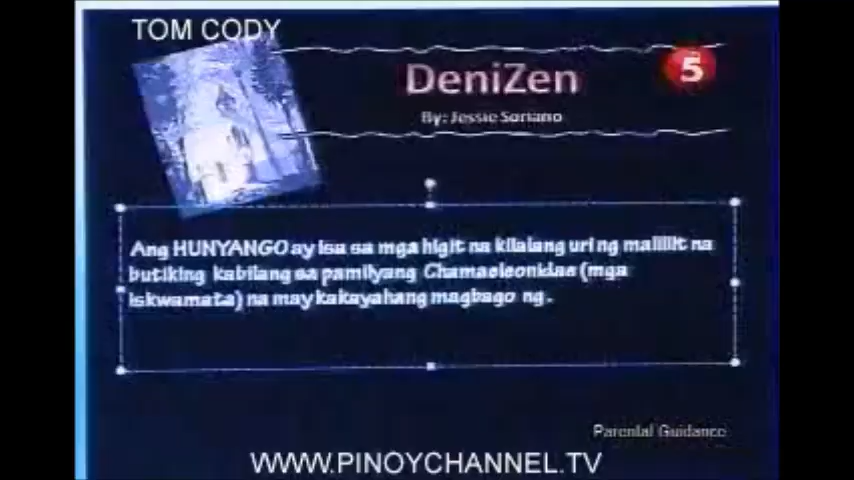 TOM CODY
DeniZen
5
By: Jessie Soriano
Ang HUNYANGO ay isa sa mga higit na kilalang uri ng maliliit na
butiking kabilang sa pamilyang Chamaeleonidae (mga
iskwamata) na may kakayahang magbago ng.
Parental Guidance
WWW.PINOYCHANNEL.TV